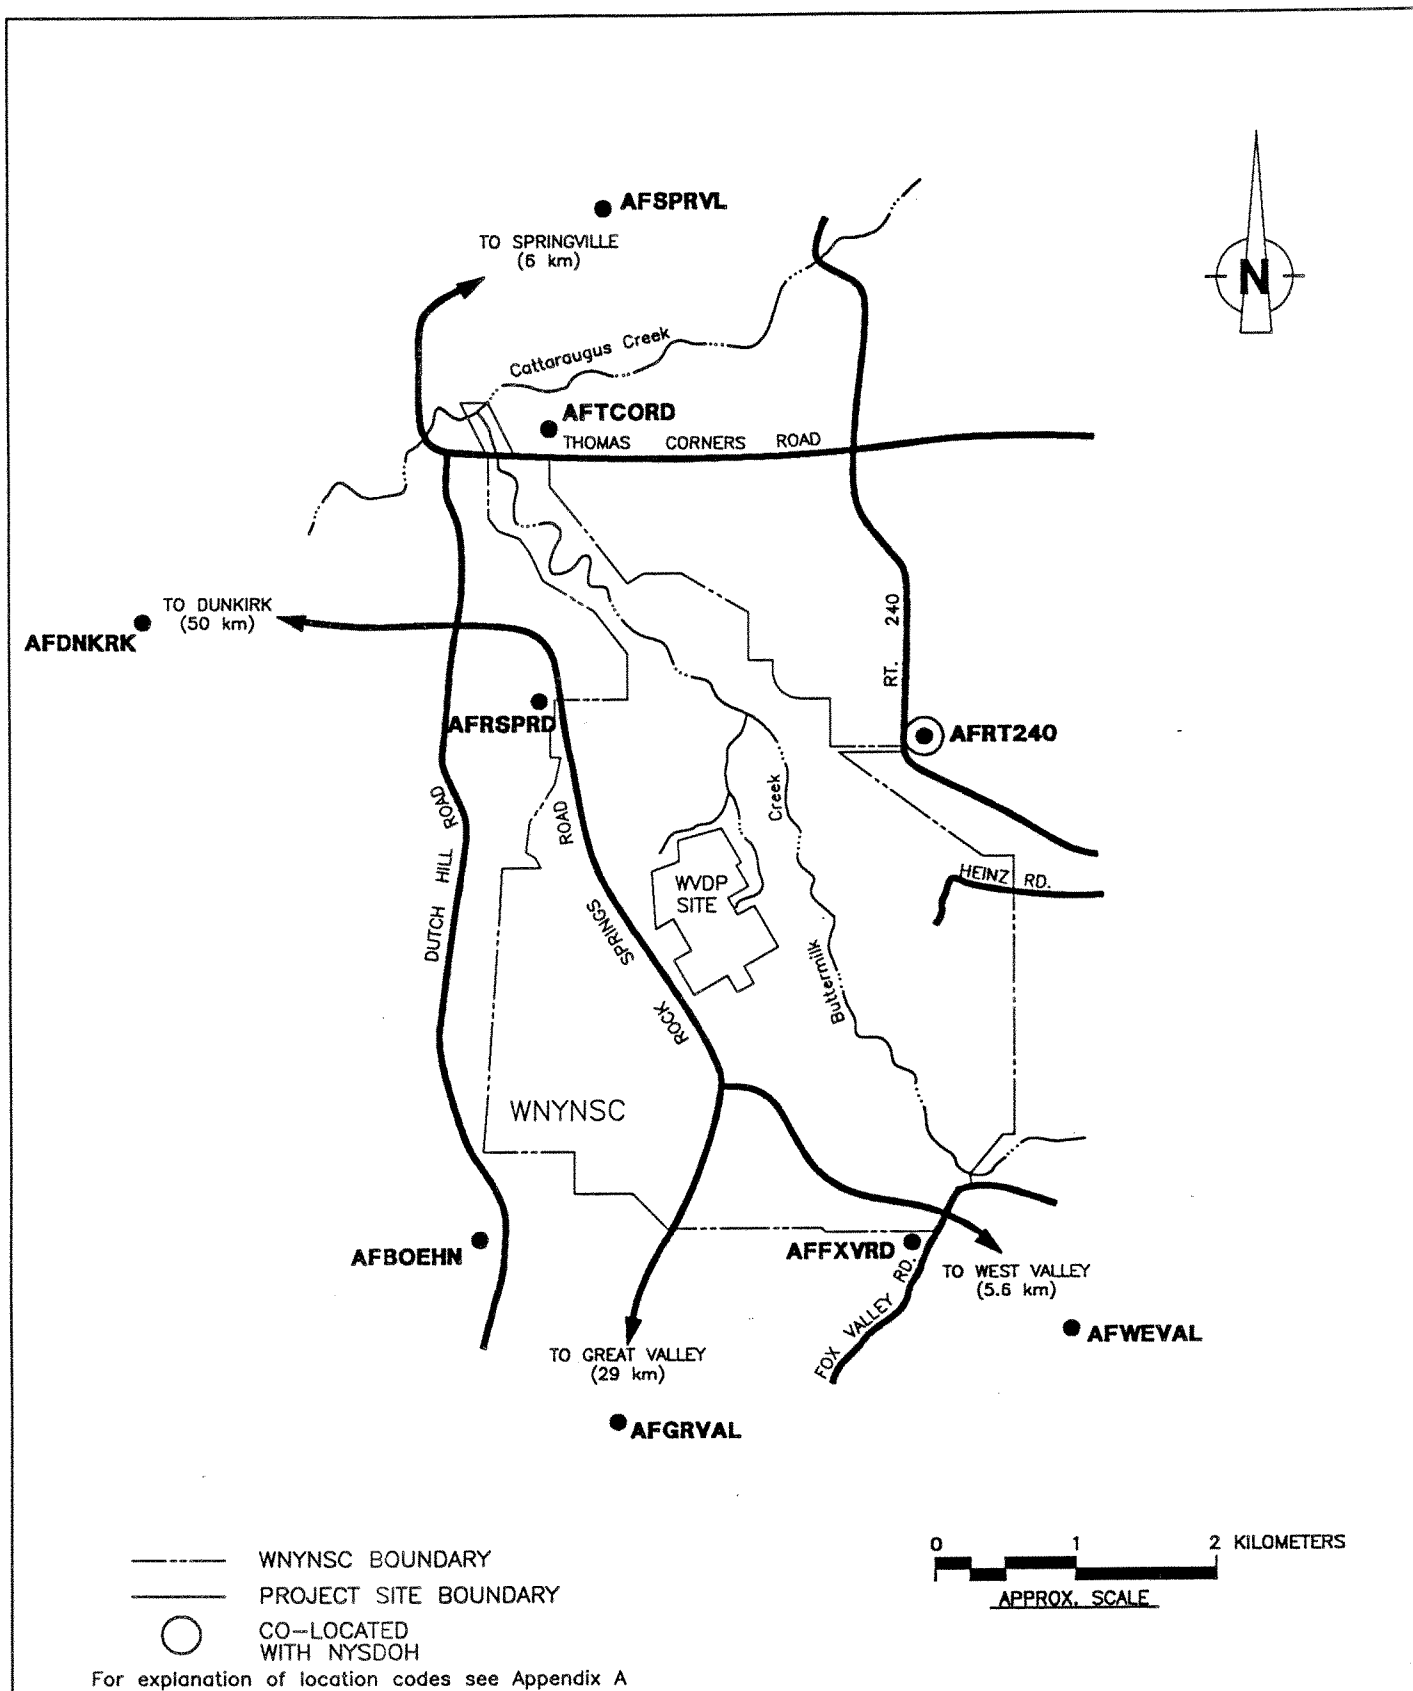 AFSPRVL
TO SPRINGVILLE
(6 km)
N
Cattaraugus Creek
AFTCORD
THOMAS CORNERS ROAD
TO DUNKIRK
(50 km)
AFDNKRK
RT. 240
AFRSPRD
AFRT240
DUTCH HILL ROAD
ROCK SPRINGS ROAD
Buttermilk Creek
HEINZ RD.
WVDP
SITE
WNYNSC
AFBOEHN
AFFXVRD
TO WEST VALLEY
(5.6 km)
FOX VALLEY RD.
AFWEVAL
TO GREAT VALLEY
(29 km)
AFGRVAL
WNYNSC BOUNDARY
PROJECT SITE BOUNDARY
CO-LOCATED
WITH NYSDOH
For explanation of location codes see Appendix A
0 1 2 KILOMETERS
APPROX. SCALE